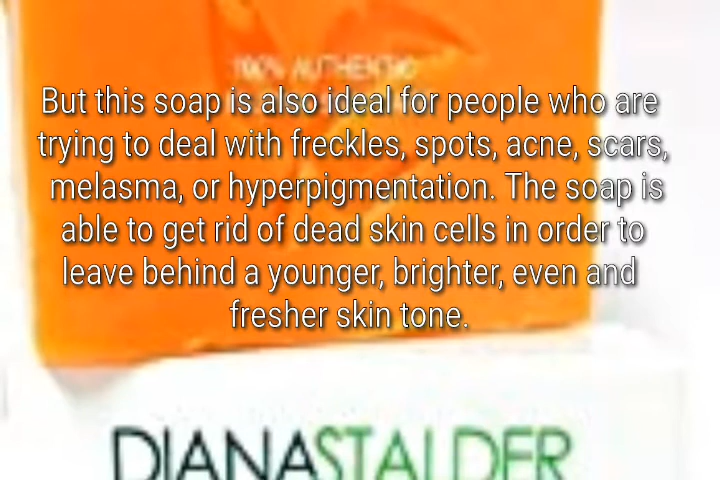 100% AUTHENTIC
But this soap is also ideal for people who are
trying to deal with freckles, spots, acne, scars,
melasma, or hyperpigmentation. The soap is
able to get rid of dead skin cells in order to
leave behind a younger, brighter, even and
fresher skin tone.
DIANASTALDER